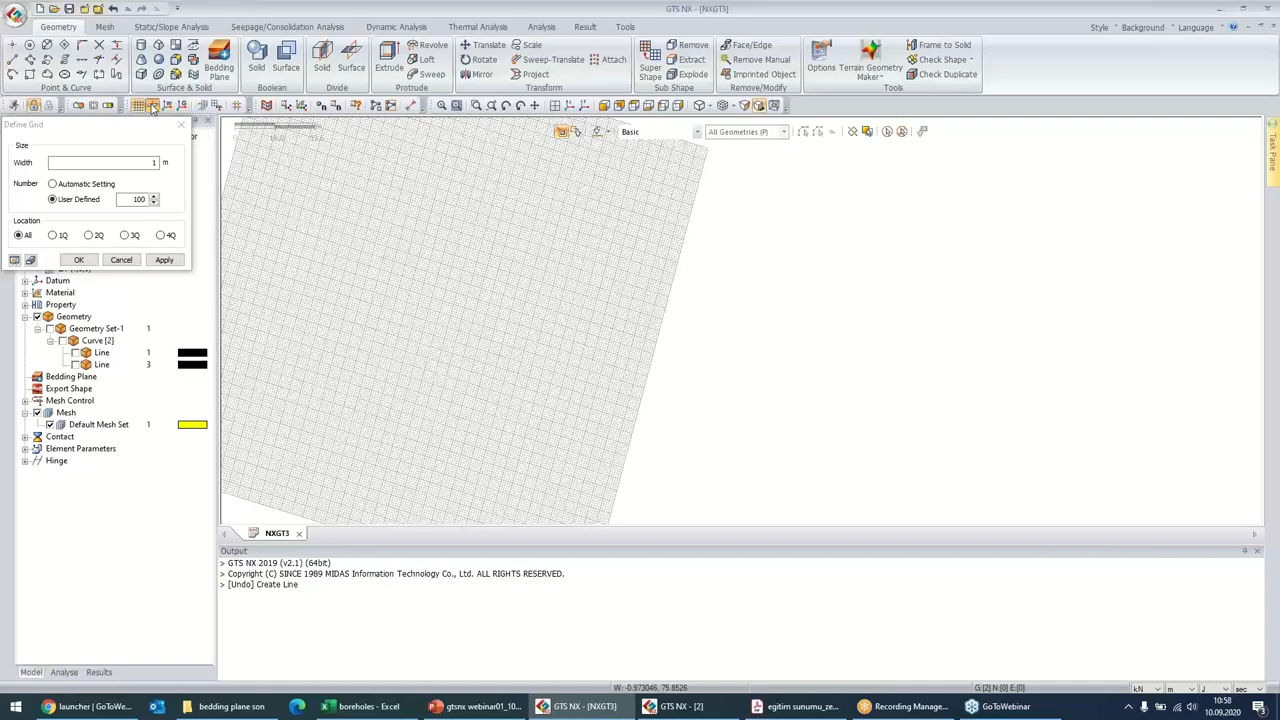 GTS NX - [NXGT3]
Geometry
Mesh
Static/Slope Analysis
Seepage/Consolidation Analysis
Dynamic Analysis
Thermal Analysis
Analysis
Result
Tools
Style
Background
Language
Bedding
Plane
Solid
Surface
Solid
Surface
Extrude
Revolve
Loft
Sweep
Translate
Rotate
Mirror
Scale
Sweep-Translate
Project
Attach
Super
Shape
Remove
Extract
Explode
Face/Edge
Remove Manual
Imprinted Object
Options
Terrain Geometry
Maker
Frame to Solid
Check Shape
Check Duplicate
Point & Curve
Surface & Solid
Boolean
Divide
Protrude
Transform
Sub Shape
Remove/Modify
Tools
Define Grid
Size
Width
1
m
Number
Automatic Setting
User Defined
100
Location
All
1Q
2Q
3Q
4Q
OK
Cancel
Apply
Basic
All Geometries (P)
Task Pane
Datum
Material
Property
Geometry
Geometry Set-1
1
Curve [2]
Line
1
Line
3
Bedding Plane
Export Shape
Mesh Control
Mesh
Default Mesh Set
1
Contact
Element Parameters
Hinge
NXGT3
Output
> GTS NX 2019 (v2.1) (64bit)
> Copyright (C) SINCE 1989 MIDAS Information Technology Co., Ltd. ALL RIGHTS RESERVED.
> [Undo] Create Line
Model
Analysis
Results
W: -0.973046, 75.8526
G:[2] N:[0] E:[0]
kN
m
J
sec
launcher | GoToWe...
bedding plane son
boreholes - Excel
gtsnx webinar01_10...
GTS NX - [NXGT3]
GTS NX - [2]
egitim sunumu_ze...
Recording Manage...
GoToWebinar
10:58
10.09.2020